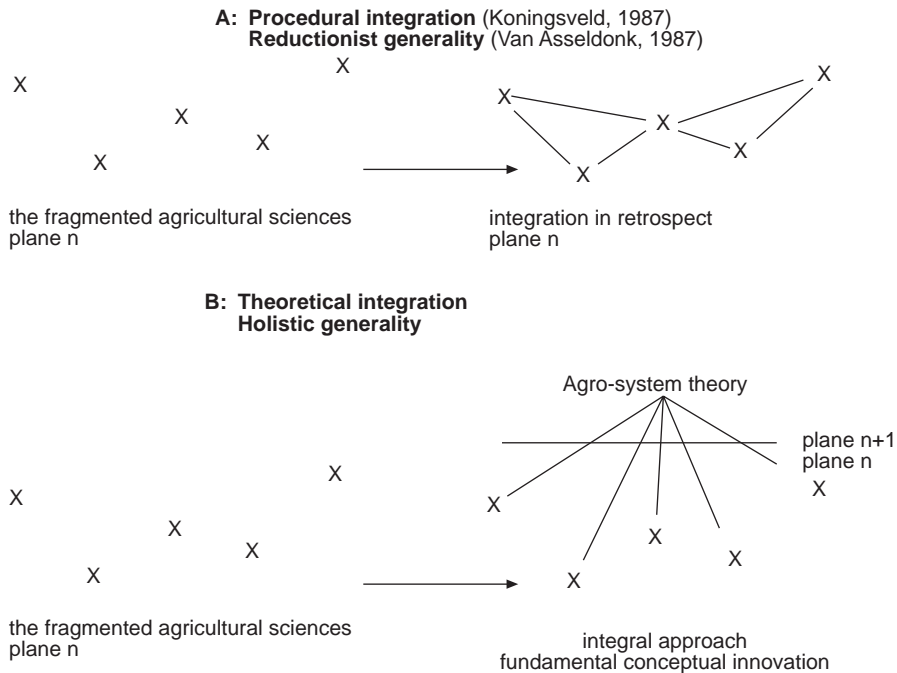 A: Procedural integration (Koningsveld, 1987)
Reductionist generality (Van Asseldonk, 1987)
X
X
X
X
X
X
X
X
X
X
the fragmented agricultural sciences
plane n
integration in retrospect
plane n
B: Theoretical integration
Holistic generality
Agro-system theory
plane n+1
plane n
X
X
X
X
X
X
X
X
X
X
the fragmented agricultural sciences
plane n
integral approach
fundamental conceptual innovation